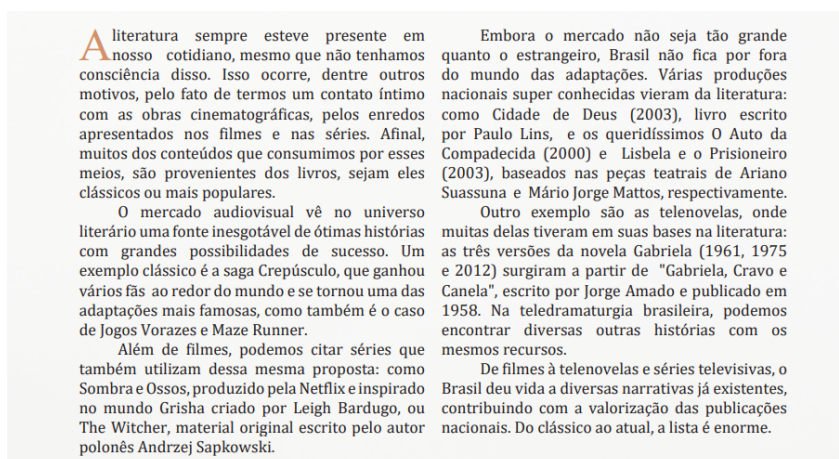 A literatura sempre esteve presente em
nosso cotidiano, mesmo que não tenhamos
consciência disso. Isso ocorre, dentre outros
motivos, pelo fato de termos um contato íntimo
com as obras cinematográficas, pelos enredos
apresentados nos filmes e nas séries. Afinal,
muitos dos conteúdos que consumimos por esses
meios, são provenientes dos livros, sejam eles
clássicos ou mais populares.
O mercado audiovisual vê no universo
literário uma fonte inesgotável de ótimas histórias
com grandes possibilidades de sucesso. Um
exemplo clássico é a saga Crepúsculo, que ganhou
vários fãs ao redor do mundo e se tornou uma das
adaptações mais famosas, como também é o caso
de Jogos Vorazes e Maze Runner.
Além de filmes, podemos citar séries que
também utilizam dessa mesma proposta: como
Sombra e Ossos, produzido pela Netflix e inspirado
no mundo Grisha criado por Leigh Bardugo, ou
The Witcher, material original escrito pelo autor
polonês Andrzej Sapkowski.
Embora o mercado não seja tão grande
quanto o estrangeiro, Brasil não fica por fora
do mundo das adaptações. Várias produções
nacionais super conhecidas vieram da literatura:
como Cidade de Deus (2003), livro escrito
por Paulo Lins, e os queridíssimos O Auto da
Compadecida (2000) e Lisbela e o Prisioneiro
(2003), baseados nas peças teatrais de Ariano
Suassuna e Mário Jorge Mattos, respectivamente.
Outro exemplo são as telenovelas, onde
muitas delas tiveram em suas bases na literatura:
as três versões da novela Gabriela (1961, 1975
e 2012) surgiram a partir de "Gabriela, Cravo e
Canela", escrito por Jorge Amado e publicado em
1958. Na teledramaturgia brasileira, podemos
encontrar diversas outras histórias com os
mesmos recursos.
De filmes à telenovelas e séries televisivas, o
Brasil deu vida a diversas narrativas já existentes,
contribuindo com a valorização das publicações
nacionais. Do clássico ao atual, a lista é enorme.